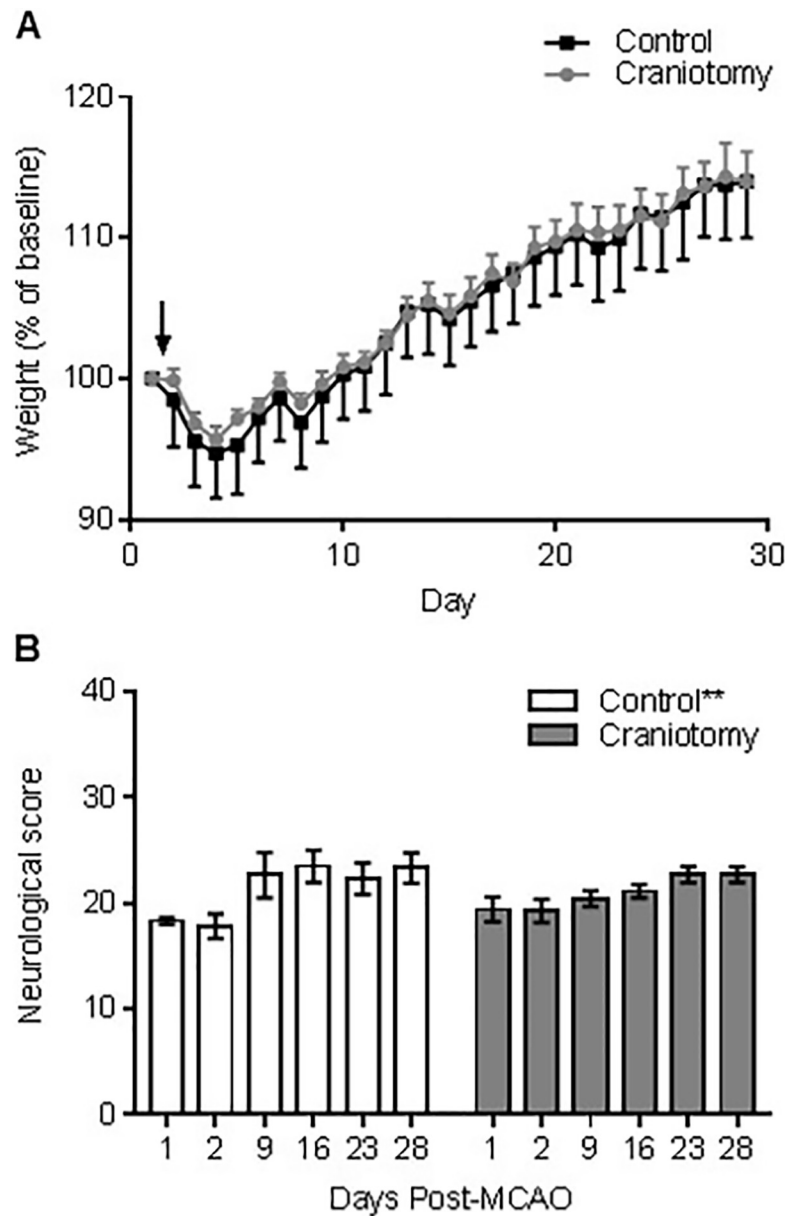 A
Control
Craniotomy
Weight (% of baseline)
120
110
100
90
0 10 20 30
Day
B
Control**
Craniotomy
Neurological score
40
30
20
10
0
1 2 9 16 23 28 1 2 9 16 23 28
Days Post-MCAO